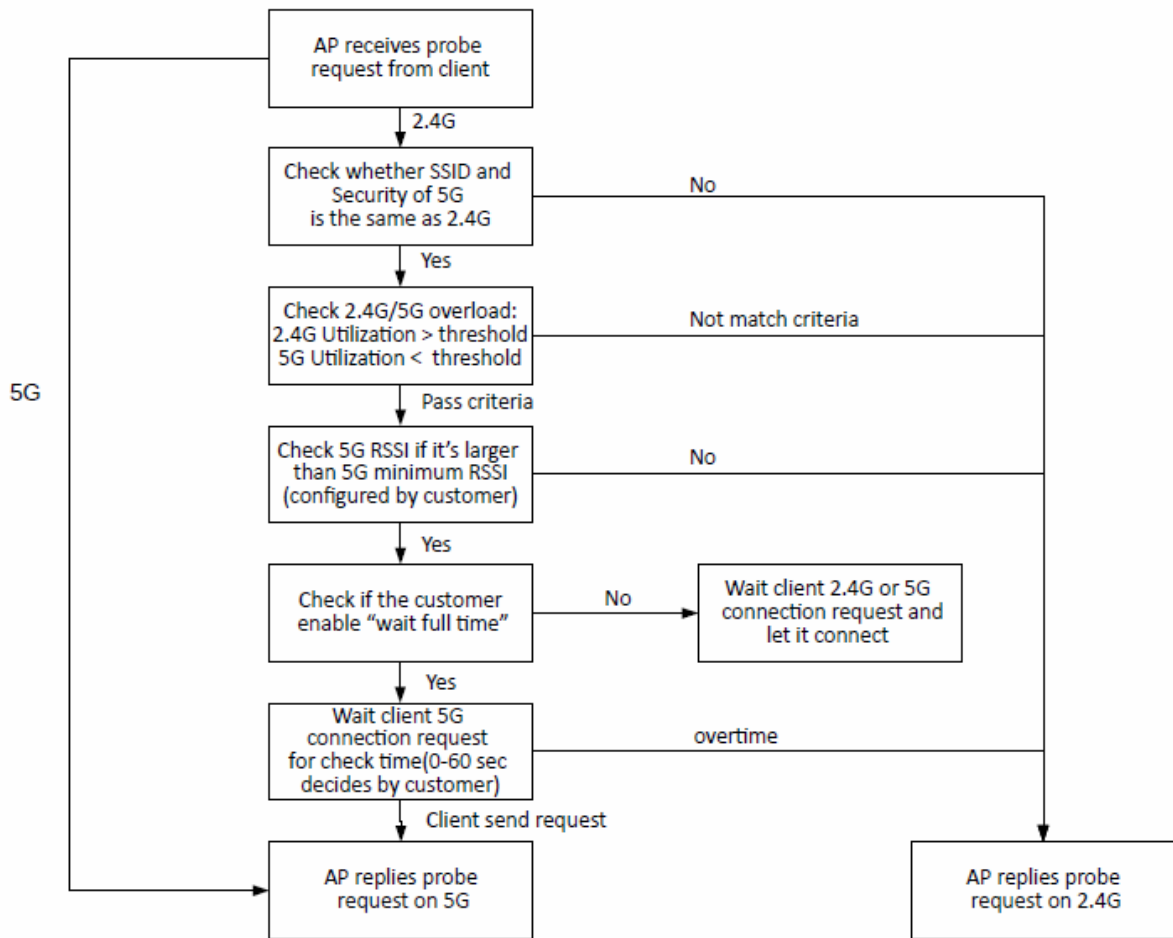 AP receives probe
request from client
2.4G
Check whether SSID and
Security of 5G
is the same as 2.4G
No
Yes
Check 2.4G/5G overload:
2.4G Utilization > threshold
5G Utilization < threshold
Not match criteria
5G
Pass criteria
Check 5G RSSI if it's larger
than 5G minimum RSSI
(configured by customer)
No
Yes
Check if the customer
enable “wait full time”
No
Wait client 2.4G or 5G
connection request and
let it connect
Yes
Wait client 5G
connection request
for check time(0-60 sec
decides by customer)
overtime
Client send request
AP replies probe
request on 5G
AP replies probe
request on 2.4G